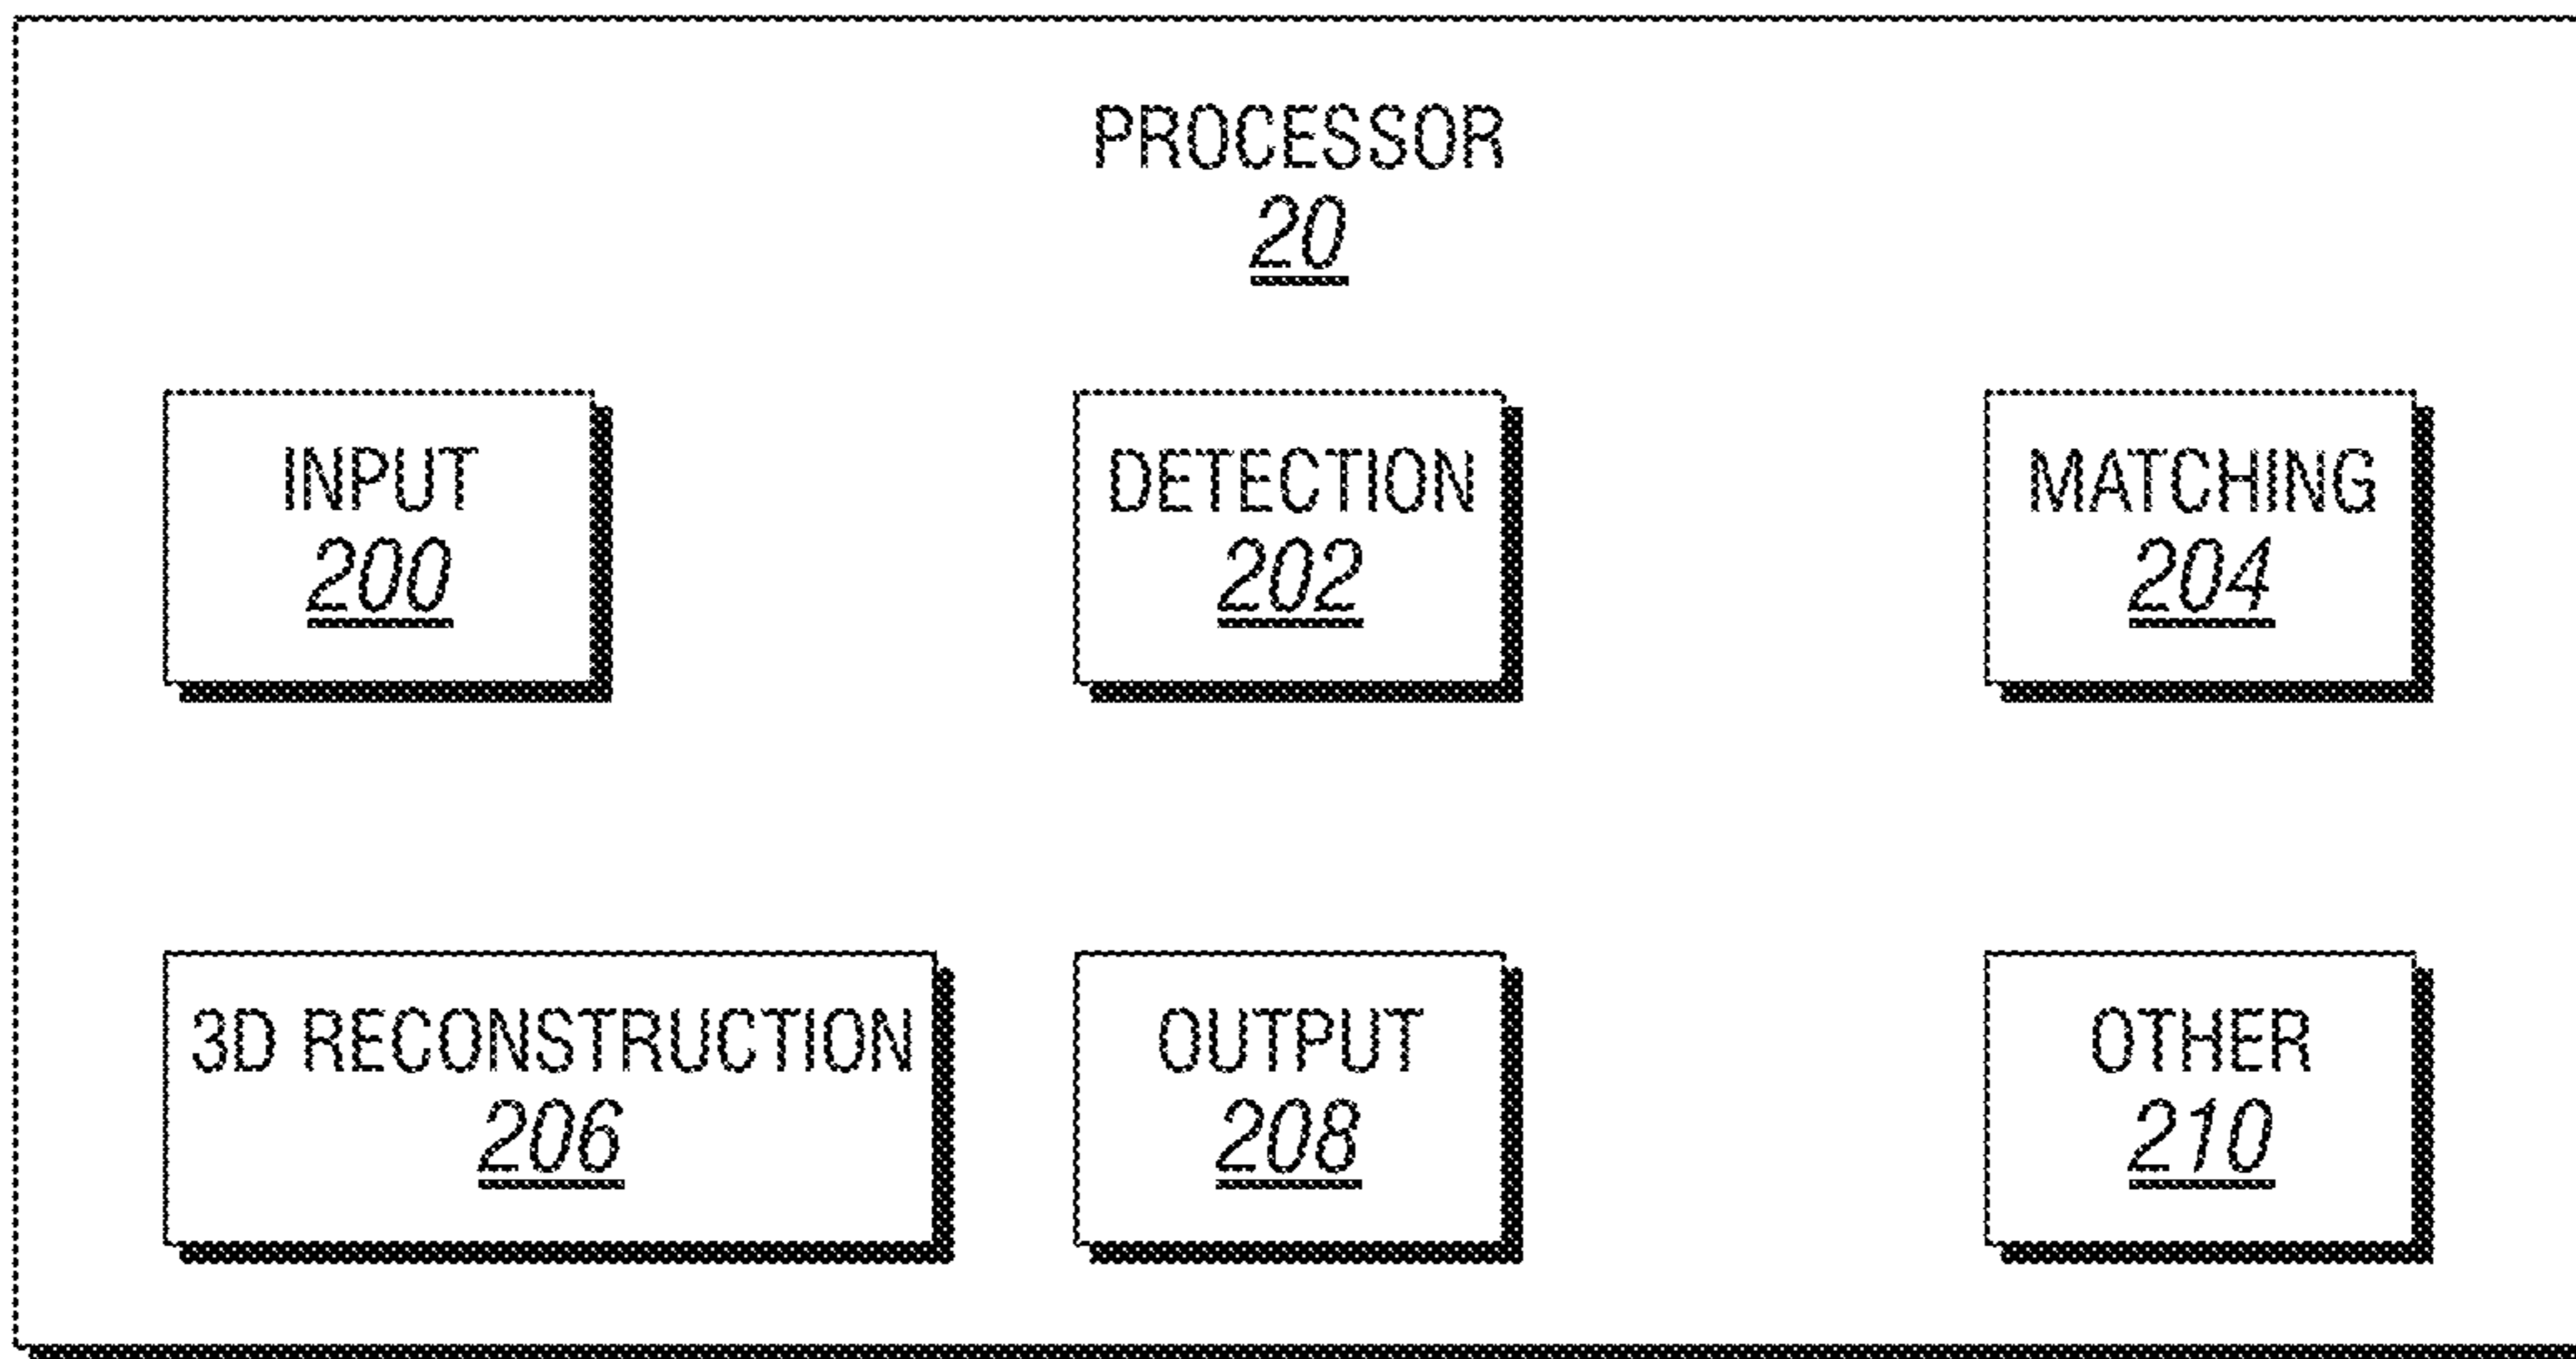 PROCESSOR
20
INPUT
200
DETECTION
202
MATCHING
204
3D RECONSTRUCTION
206
OUTPUT
208
OTHER
210